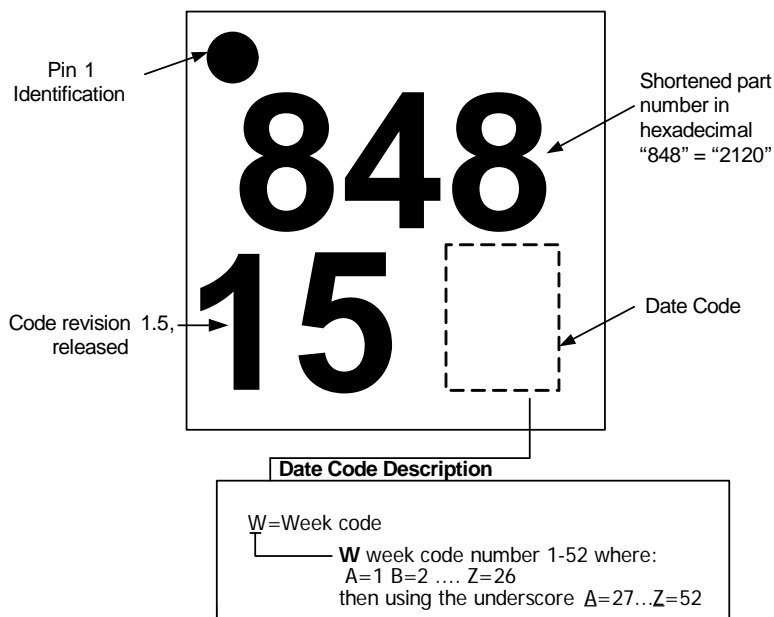 Pin 1
Identification
848
Shortened part
number in
hexadecimal
“848” = “2120”
15
Code revision 1.5,
released
Date Code
Date Code Description
W=Week code
W week code number 1-52 where:
A=1 B=2 .... Z=26
then using the underscore A=27...Z=52